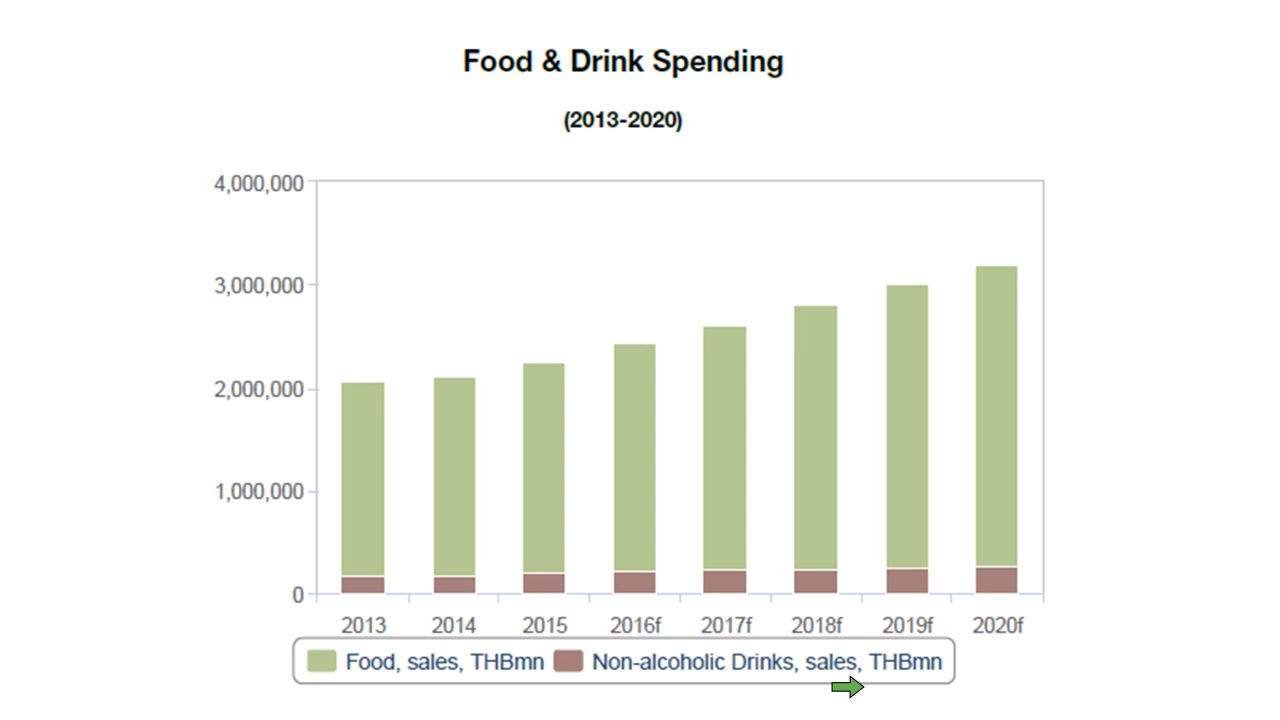 Food & Drink Spending
(2013-2020)
4,000,000
3,000,000
2,000,000
1,000,000
0
2013 2014 2015 2016f 2017f 2018f 2019f 2020f
Food, sales, THBmn Non-alcoholic Drinks, sales, THBmn